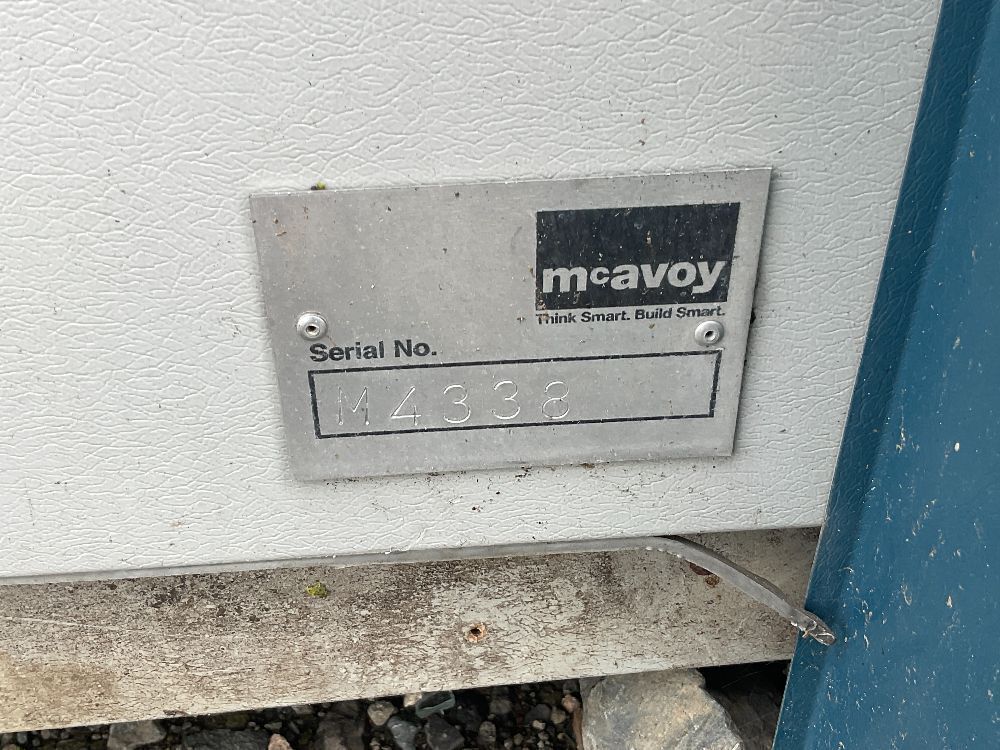 mcavoy
Think Smart. Build Smart.
Serial No.
M4338